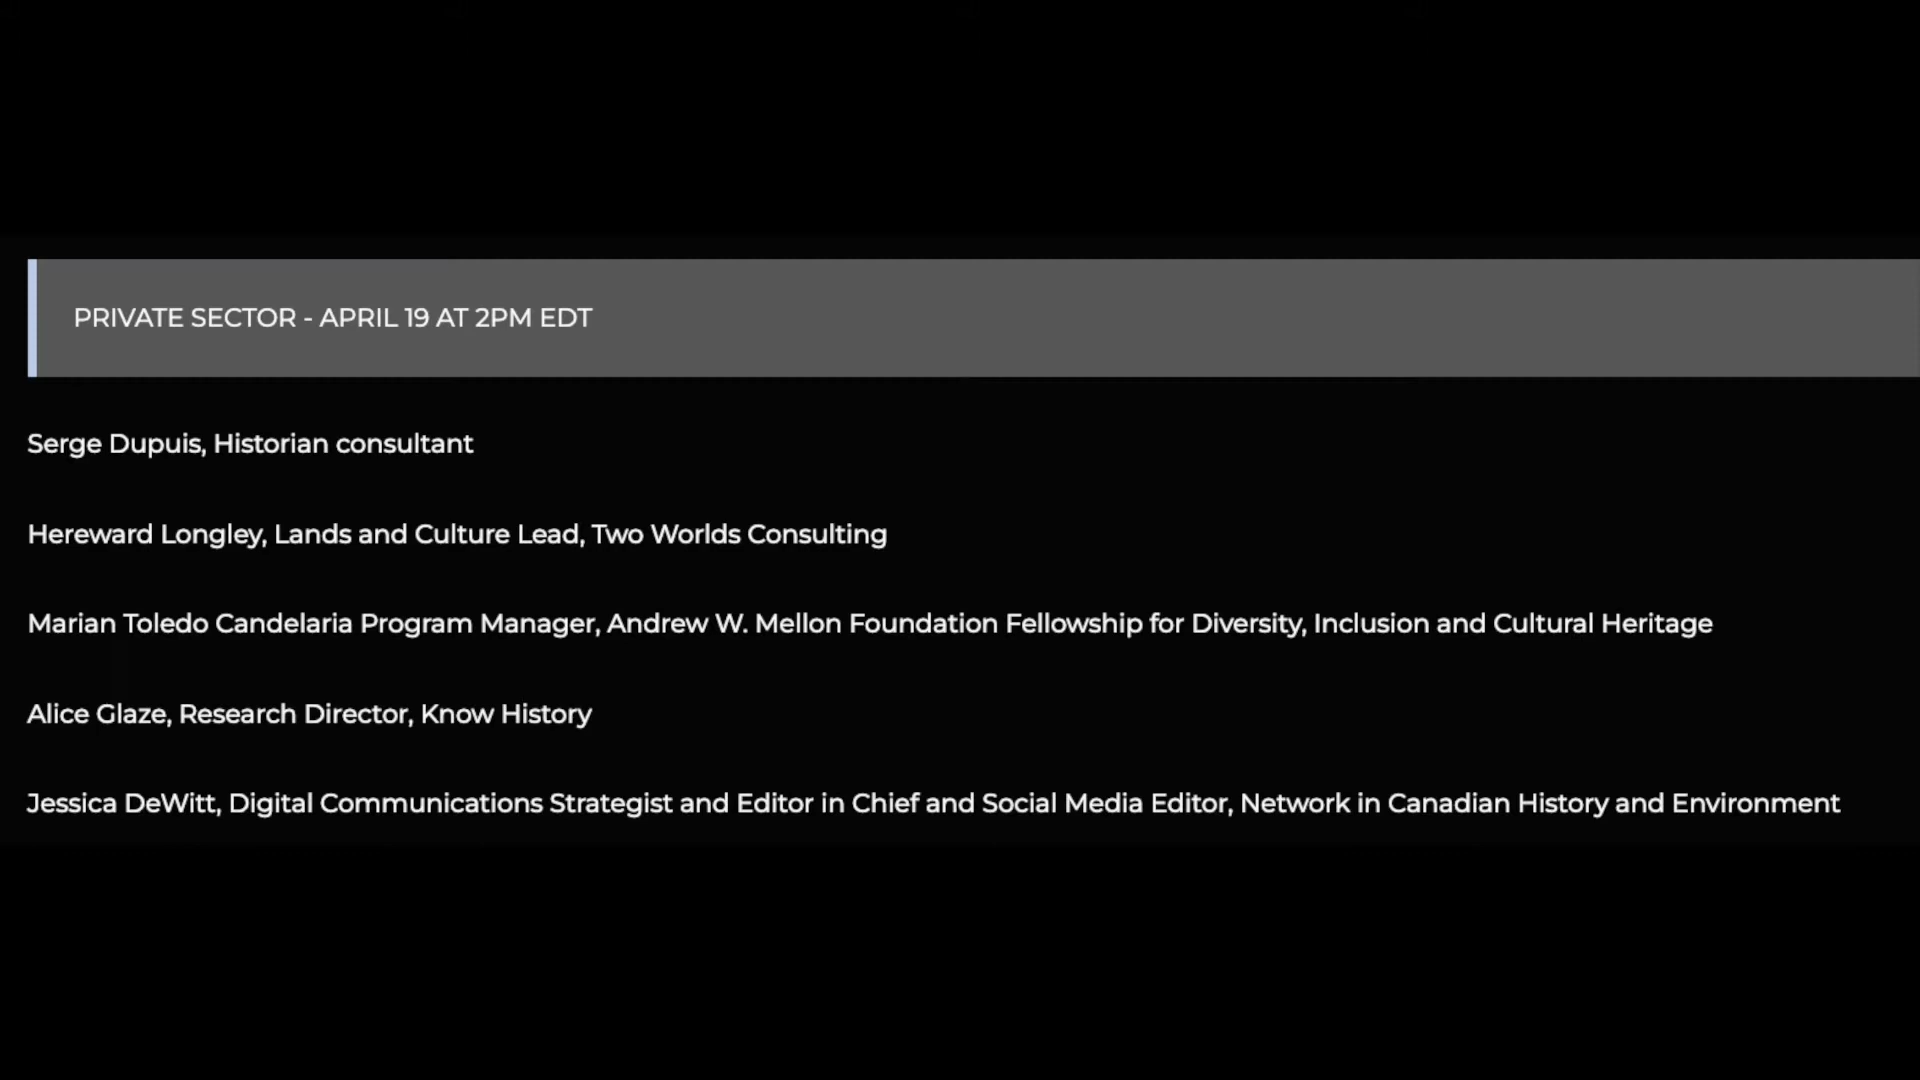 PRIVATE SECTOR - APRIL 19 AT 2PM EDT
Serge Dupuis, Historian consultant
Hereward Longley, Lands and Culture Lead, Two Worlds Consulting
Marian Toledo Candelaria Program Manager, Andrew W. Mellon Foundation Fellowship for Diversity, Inclusion and Cultural Heritage
Alice Glaze, Research Director, Know History
Jessica DeWitt, Digital Communications Strategist and Editor in Chief and Social Media Editor, Network in Canadian History and Environment